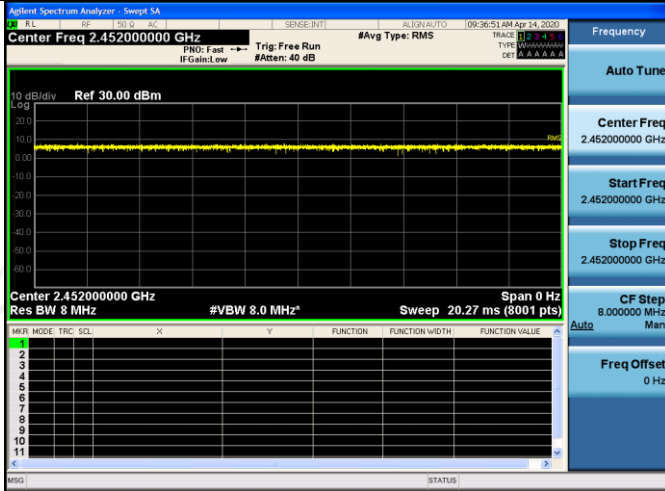 Agilent Spectrum Analyzer - Swept SA
RL RF 50 Ω AC SENSE:INT ALIGN AUTO 09:36:51 AM Apr 14, 2020
Center Freq 2.452000000 GHz #Avg Type: RMS TRACE 1 2 3 4 5 6
PNO: Fast Trig: Free Run TYPE
IFGain:Low #Atten: 40 dB DET A A A A A A
10 dB/div Ref 30.00 dBm
Log
20.0
10.0
RMS
0.00
-10.0
-20.0
-30.0
-40.0
-50.0
-60.0
Center 2.452000000 GHz Span 0 Hz
Res BW 8 MHz #VBW 8.0 MHz* Sweep 20.27 ms (8001 pts)
MKR MODE TRC SCL X Y FUNCTION FUNCTION WIDTH FUNCTION VALUE
1
2
3
4
5
6
7
8
9
10
11
MSG STATUS
Frequency
Auto Tune
Center Freq
2.452000000 GHz
Start Freq
2.452000000 GHz
Stop Freq
2.452000000 GHz
CF Step
8.000000 MHz
Auto Man
Freq Offset
0 Hz